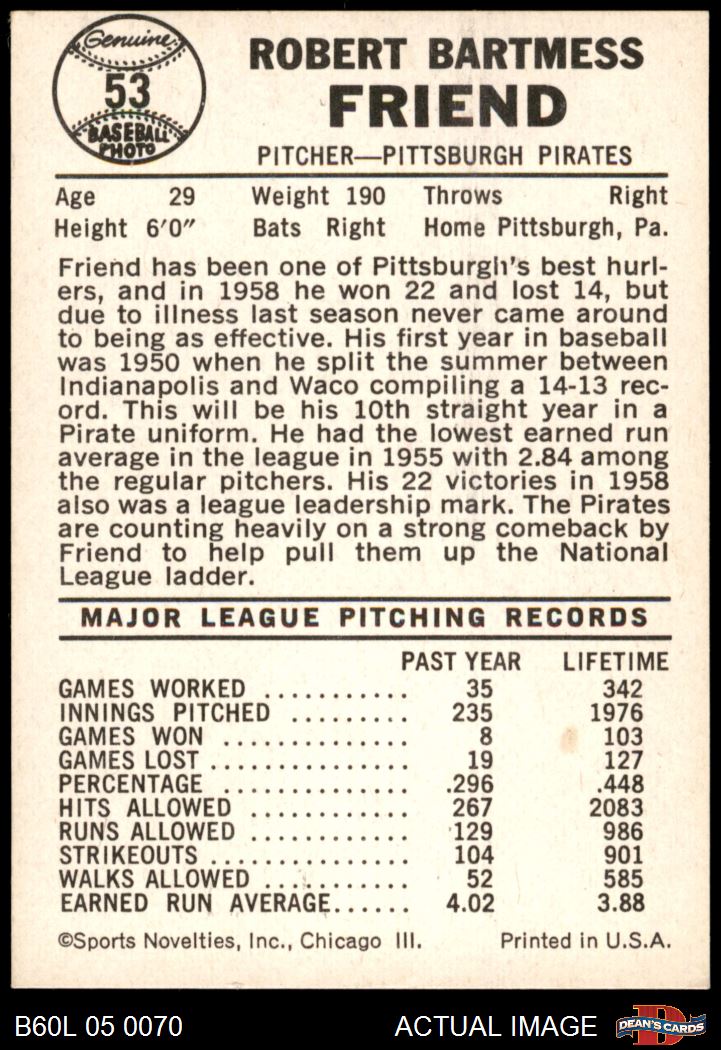 Genuine
53
BASEBALL
PHOTO
ROBERT BARTMESS
FRIEND
PITCHER—PITTSBURGH PIRATES
Age 29 Weight 190 Throws Right
Height 6'0" Bats Right Home Pittsburgh, Pa.
Friend has been one of Pittsburgh's best hurl-
ers, and in 1958 he won 22 and lost 14, but
due to illness last season never came around
to being as effective. His first year in baseball
was 1950 when he split the summer between
Indianapolis and Waco compiling a 14-13 rec-
ord. This will be his 10th straight year in a
Pirate uniform. He had the lowest earned run
average in the league in 1955 with 2.84 among
the regular pitchers. His 22 victories in 1958
also was a league leadership mark. The Pirates
are counting heavily on a strong comeback by
Friend to help pull them up the National
League ladder.
MAJOR LEAGUE PITCHING RECORDS
PAST YEAR LIFETIME
GAMES WORKED ........... 35 342
INNINGS PITCHED ......... 235 1976
GAMES WON .............. 8 103
GAMES LOST............... 19 127
PERCENTAGE .............. .296 .448
HITS ALLOWED ............ 267 2083
RUNS ALLOWED ............ 129 986
STRIKEOUTS ............... 104 901
WALKS ALLOWED ........... 52 585
EARNED RUN AVERAGE...... 4.02 3.88
©Sports Novelties, Inc., Chicago Ill. Printed in U.S.A.
B60L 05 0070 ACTUAL IMAGE DEAN'S CARDS